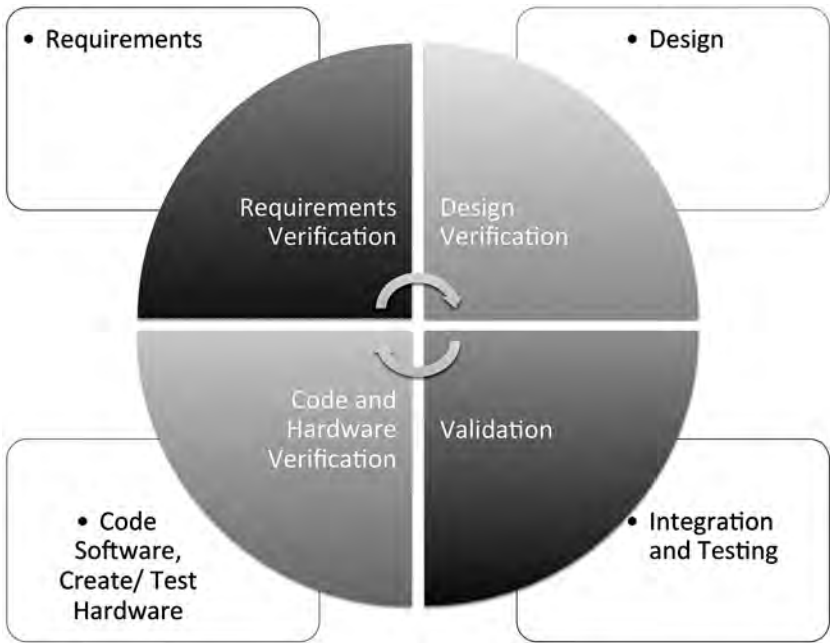 • Requirements
• Design
Requirements
Verification
Design
Verification
Code and
Hardware
Verification
Validation
• Code
Software,
Create/ Test
Hardware
• Integration
and Testing